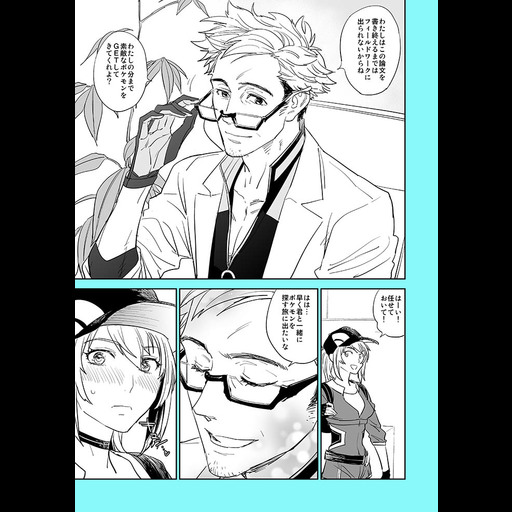 わたしはこの論文を
書き終えるまでは
フィールドワークに
出られないからね
わたしの分まで
素敵なポケモンを
GETして
きてくれよ？
はーい！
任せて
おいて！
はは…
早く君と一緒に
ポケモンを
探す旅に出たいな